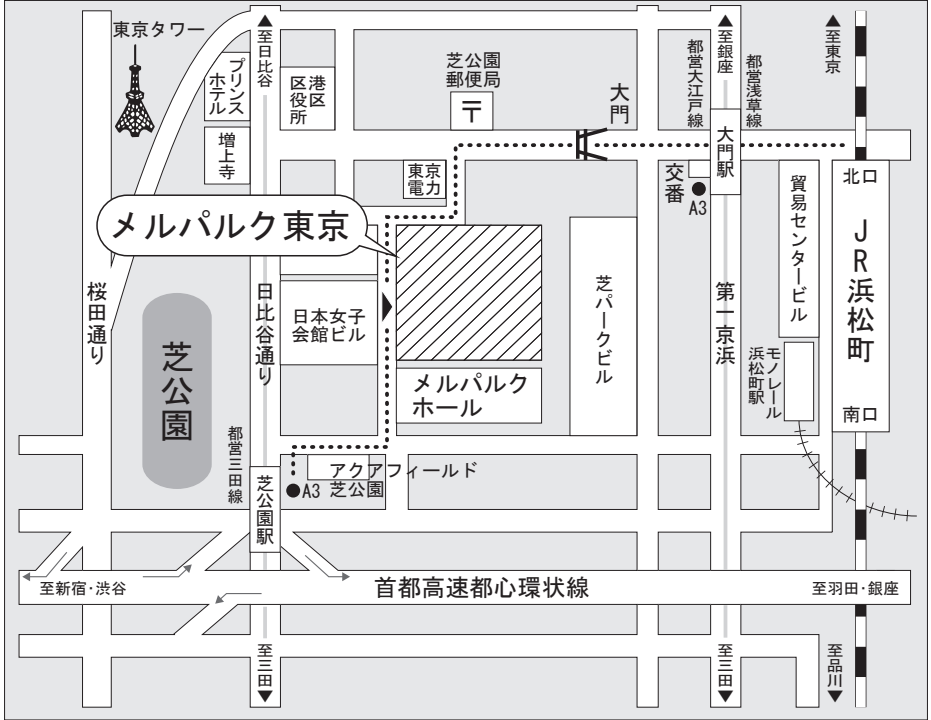 東京タワー
▲至日比谷
▲至銀座
▲至東京
プリンス
ホテル
港区
区役所
芝公園
郵便局
〒
大門
都営大江戸線
都営浅草線
大門駅
増上寺
東京
電力
交番
A3
北口
貿易センタービル
JR浜松町
メルパルク東京
桜田通り
芝公園
日比谷通り
日本女子
会館ビル
芝パークビル
第一京浜
モノレール
浜松町駅
メルパルク
ホール
南口
都営三田線
芝公園駅
A3
アクアフィールド
芝公園
至新宿・渋谷
首都高速都心環状線
至羽田・銀座
至三田▼
至三田▼
至品川▼